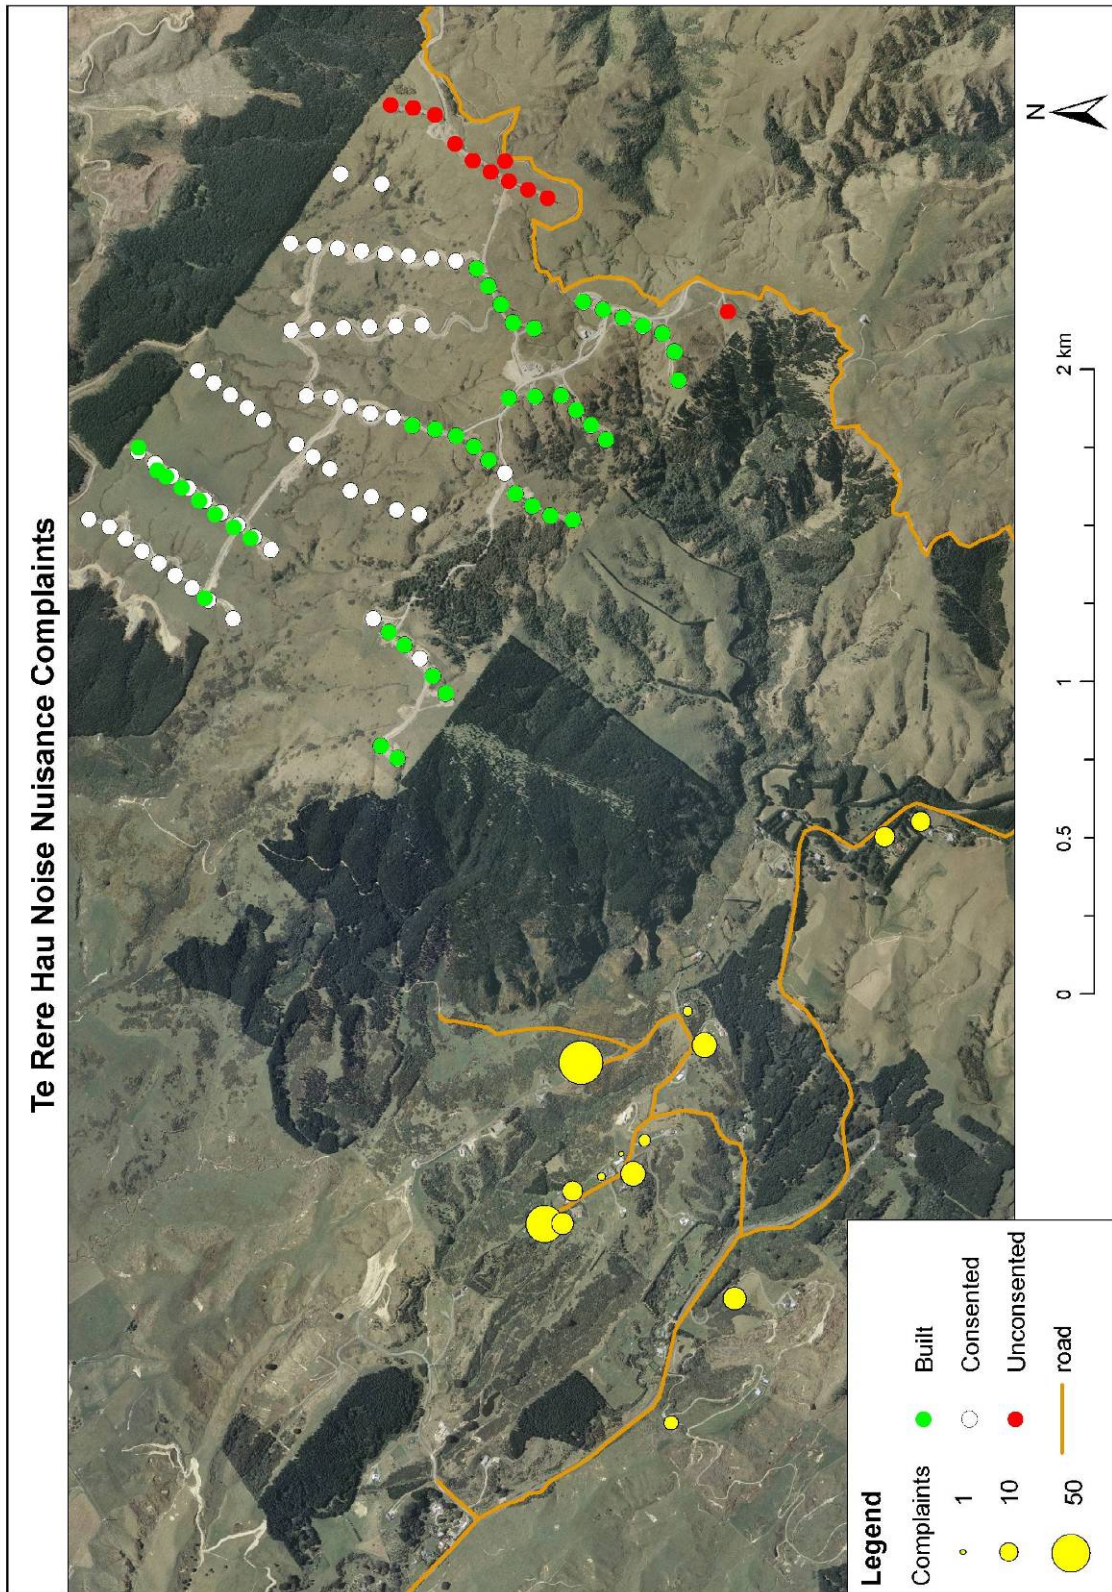 Te Rere Hau Noise Nuisance Complaints
Legend
Complaints
1
10
50
Built
Consented
Unconsented
road
0 0.5 1 2 km
N